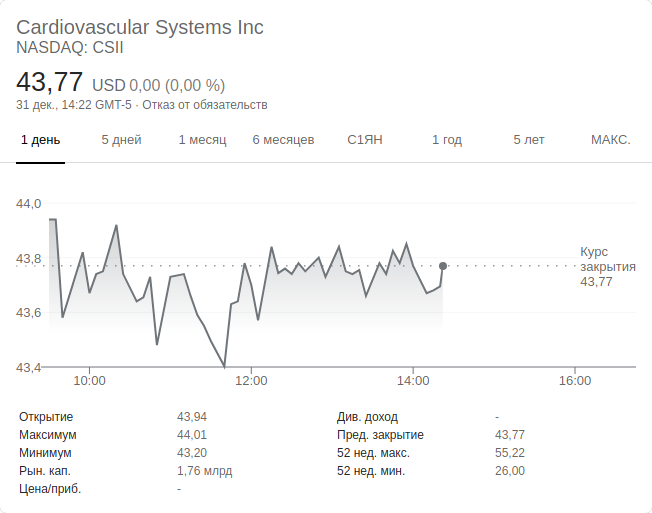 Cardiovascular Systems Inc
NASDAQ: CSII
43,77 USD 0,00 (0,00 %)
31 дек., 14:22 GMT-5 · Отказ от обязательств
1 день 5 дней 1 месяц 6 месяцев С1ЯН 1 год 5 лет МАКС.
44,0
43,8
43,6
43,4
Курс
закрытия
43,77
10:00 12:00 14:00 16:00
Открытие 43,94 Див. доход -
Максимум 44,01 Пред. закрытие 43,77
Минимум 43,20 52 нед. макс. 55,22
Рын. кап. 1,76 млрд 52 нед. мин. 26,00
Цена/приб. -